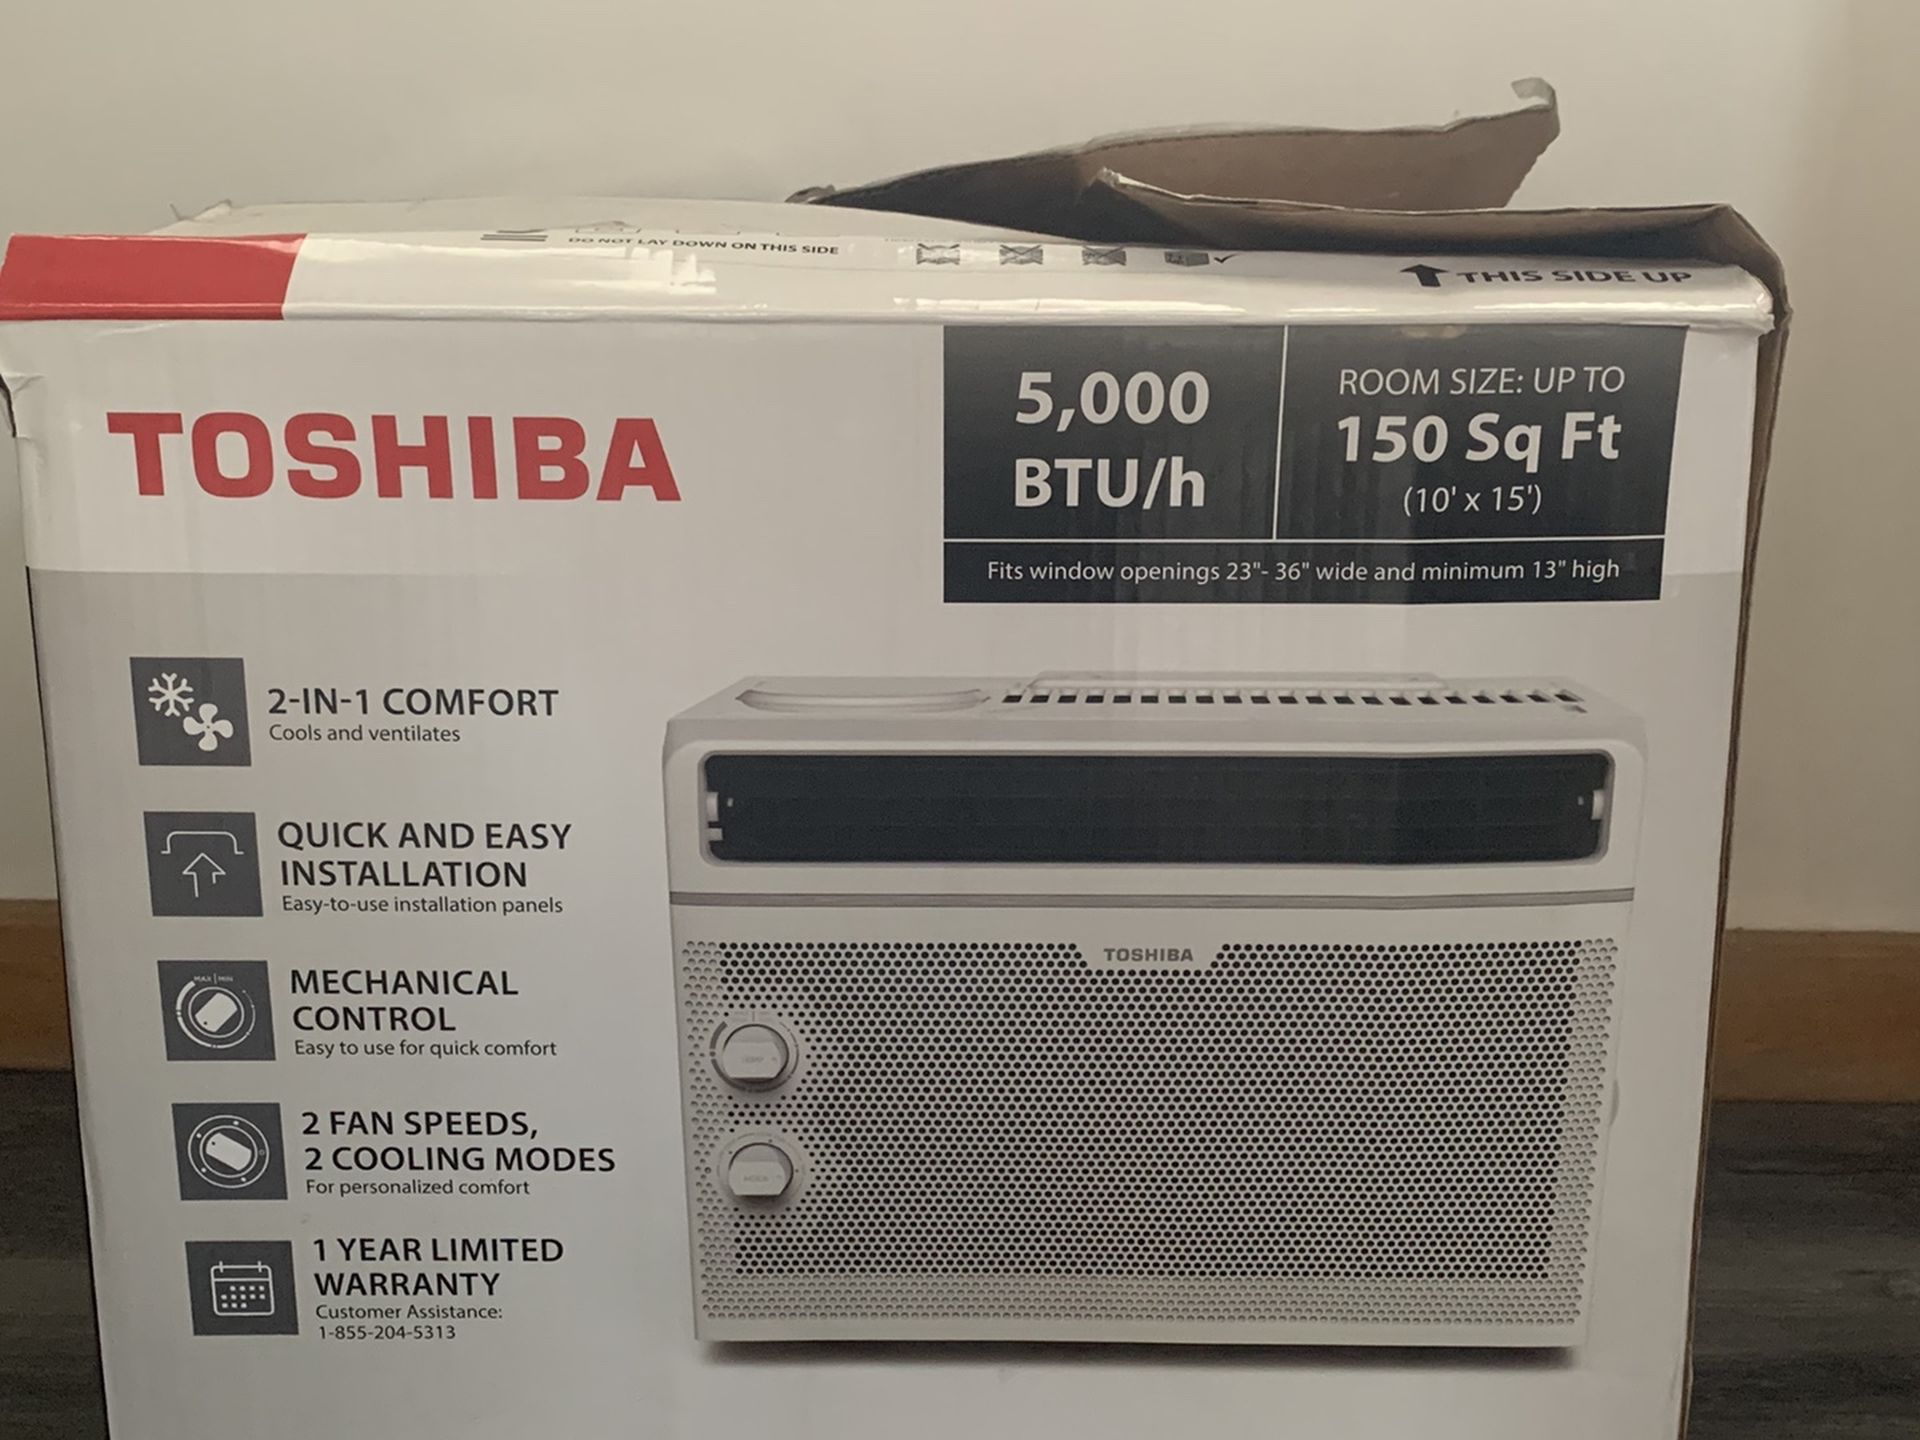 DO NOT LAY DOWN ON THIS SIDE
THIS SIDE UP
TOSHIBA
5,000
BTU/h
ROOM SIZE: UP TO
150 Sq Ft
(10' x 15')
Fits window openings 23"- 36" wide and minimum 13" high
2-IN-1 COMFORT
Cools and ventilates
QUICK AND EASY
INSTALLATION
Easy-to-use installation panels
MAX | MIN
MECHANICAL
CONTROL
Easy to use for quick comfort
2 FAN SPEEDS,
2 COOLING MODES
For personalized comfort
1 YEAR LIMITED
WARRANTY
Customer Assistance:
1-855-204-5313
TOSHIBA